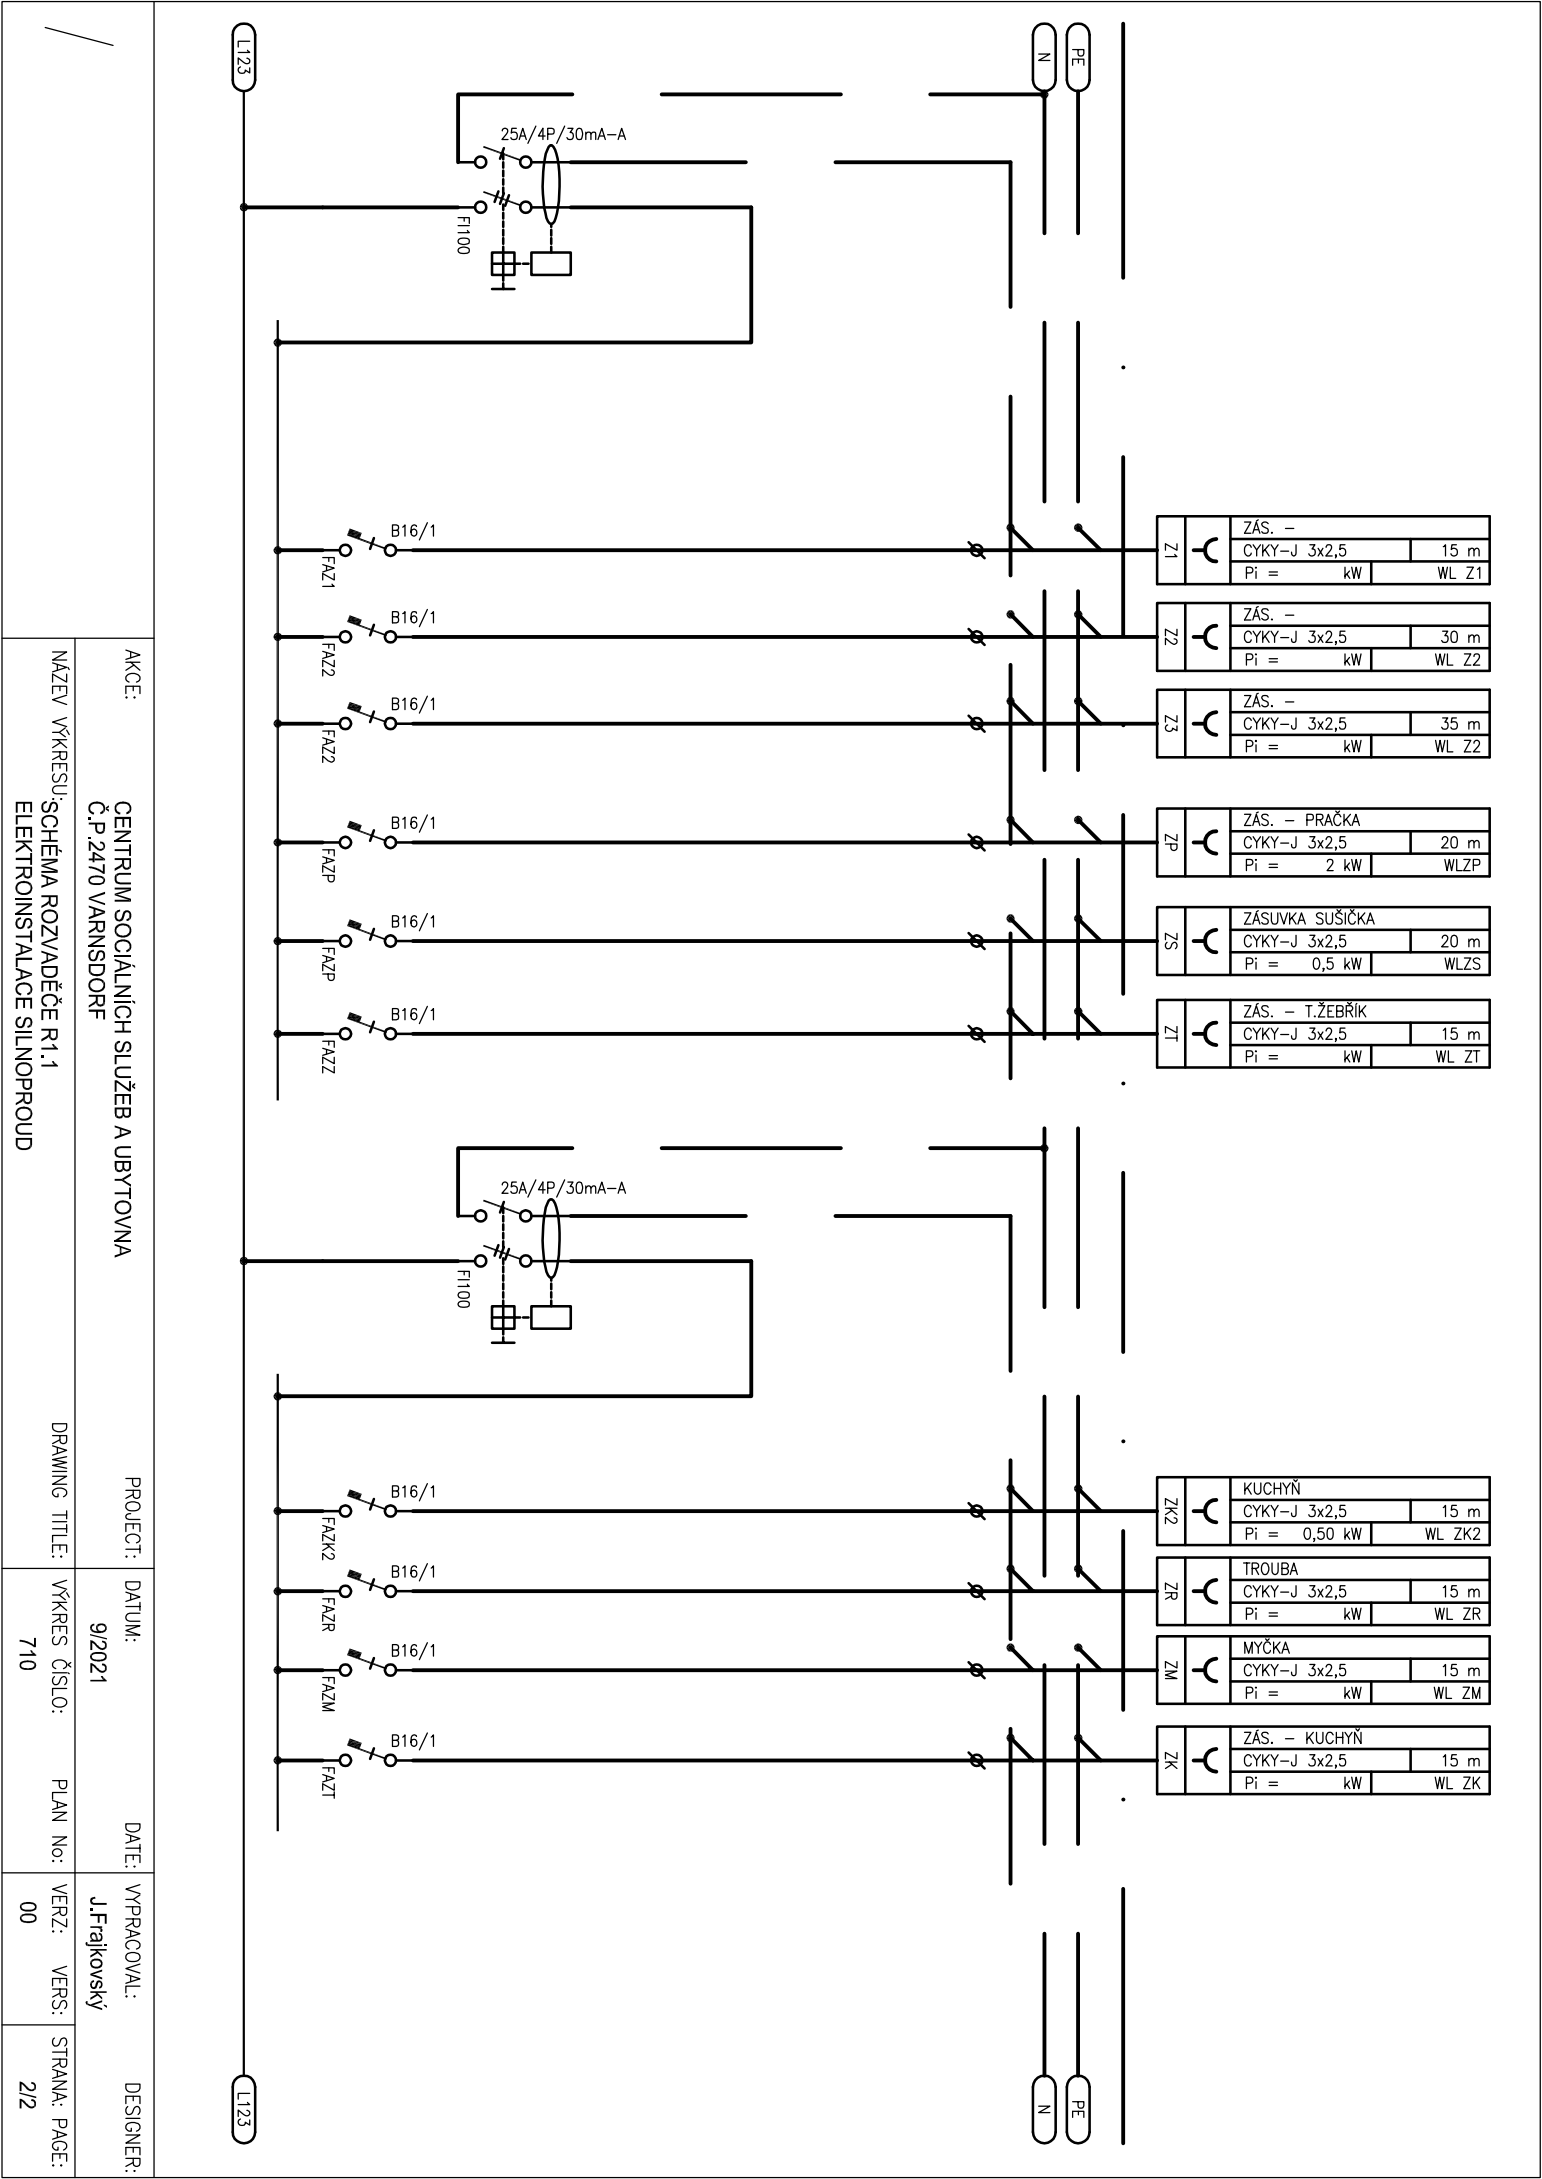 L123
N
PE
25A/4P/30mA-A
FI100
B16/1
FAZ1
Z1
ZÁS. -
CYKY-J 3x2,5 15 m
Pi = kW WL Z1
B16/1
FAZ2
Z2
ZÁS. -
CYKY-J 3x2,5 30 m
Pi = kW WL Z2
B16/1
FAZ2
Z3
ZÁS. -
CYKY-J 3x2,5 35 m
Pi = kW WL Z2
B16/1
FAZP
ZP
ZÁS. - PRAČKA
CYKY-J 3x2,5 20 m
Pi = 2 kW WLZP
B16/1
FAZP
ZS
ZÁSUVKA SUŠIČKA
CYKY-J 3x2,5 20 m
Pi = 0,5 kW WLZS
B16/1
FAZZ
ZT
ZÁS. - T.ŽEBŘÍK
CYKY-J 3x2,5 15 m
Pi = kW WL ZT
25A/4P/30mA-A
FI100
B16/1
FAZK2
ZK2
KUCHYŇ
CYKY-J 3x2,5 15 m
Pi = 0,50 kW WL ZK2
B16/1
FAZR
ZR
TROUBA
CYKY-J 3x2,5 15 m
Pi = kW WL ZR
B16/1
FAZM
ZM
MYČKA
CYKY-J 3x2,5 15 m
Pi = kW WL ZM
B16/1
FAZT
ZK
ZÁS. - KUCHYŇ
CYKY-J 3x2,5 15 m
Pi = kW WL ZK
L123
N
PE
AKCE: PROJECT:
CENTRUM SOCIÁLNÍCH SLUŽEB A UBYTOVNA
Č.P.2470 VARNSDORF
NÁZEV VÝKRESU: DRAWING TITLE:
SCHÉMA ROZVADĚČE R1.1
ELEKTROINSTALACE SILNOPROUD
DATUM: DATE:
9/2021
VÝKRES ČÍSLO: PLAN No:
710
VYPRACOVAL: DESIGNER:
J.Frajkovský
VERZ: VERS:
00
STRANA: PAGE:
2/2